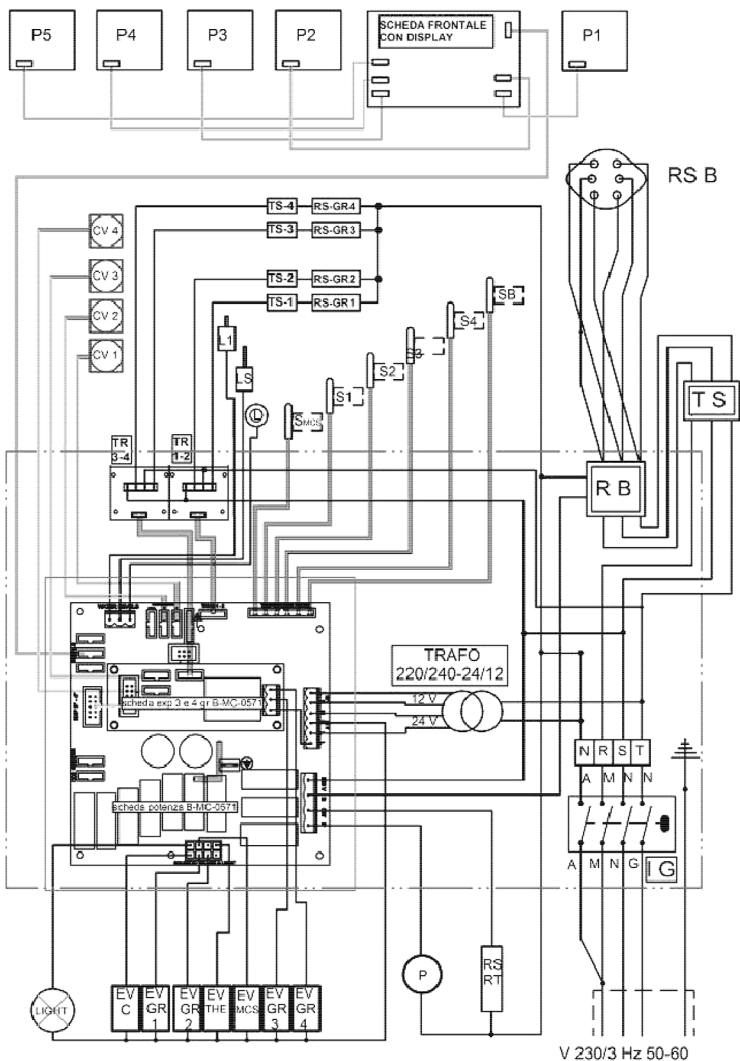 P5
P4
P3
P2
SCHEDA FRONTALE
CON DISPLAY
P1
RS B
TS-4
RS-GR4
TS-3
RS-GR3
TS-2
RS-GR2
TS-1
RS-GR1
CV 4
CV 3
CV 2
CV 1
L1
LS
L
SMCS
S1
S2
S3
S4
SB
TS
TR
3-4
TR
1-2
RB
TRAFO
220/240-24/12
12 V
24 V
scheda exp 3 e 4 gr B-MC-0571
scheda potenza B-MC-0571
N R S T
A M N N
A M N G
IG
P
RS
RT
LIGHT
EV
C
EV
GR
1
EV
GR
2
EV
THE
EV
MCS
EV
GR
3
EV
GR
4
V 230/3 Hz 50-60